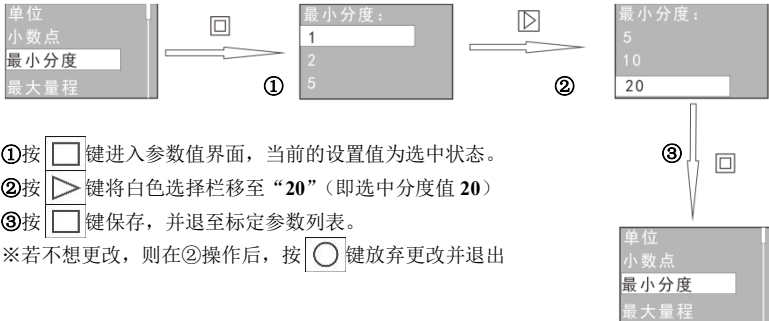 单位
小数点
最小分度
最大量程
①
最小分度：
1
2
5
②
最小分度：
5
10
20
③
①按键进入参数值界面，当前的设置值为选中状态。
②按键将白色选择栏移至“20”（即选中分度值 20）
③按键保存，并退至标定参数列表。
※若不想更改，则在②操作后，按键放弃更改并退出
单位
小数点
最小分度
最大量程